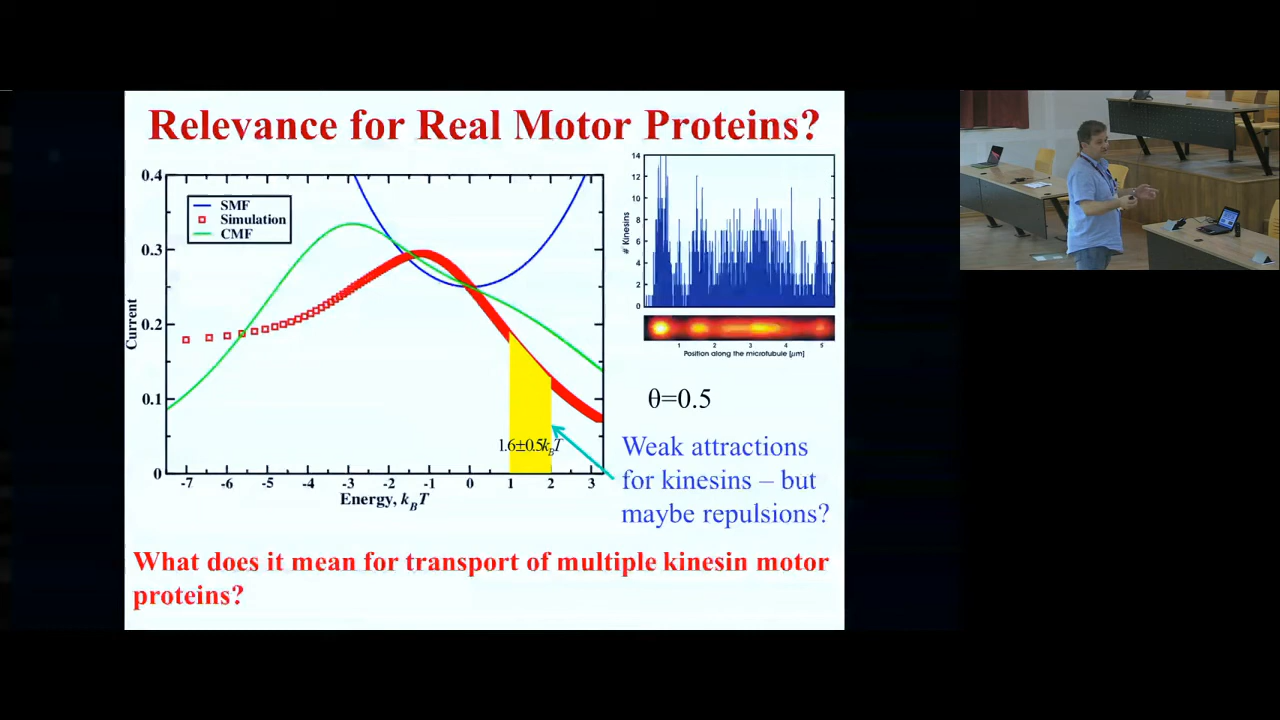 Relevance for Real Motor Proteins?
0.4
0.3
0.2
0.1
0
Current
SMF
Simulation
CMF
1.6±0.5k_BT
-7 -6 -5 -4 -3 -2 -1 0 1 2 3
Energy, k_BT
14
12
10
8
6
4
2
0
# Kinesins
1 2 3 4 5
Position along the microtubule [μm]
θ=0.5
Weak attractions
for kinesins – but
maybe repulsions?
What does it mean for transport of multiple kinesin motor
proteins?